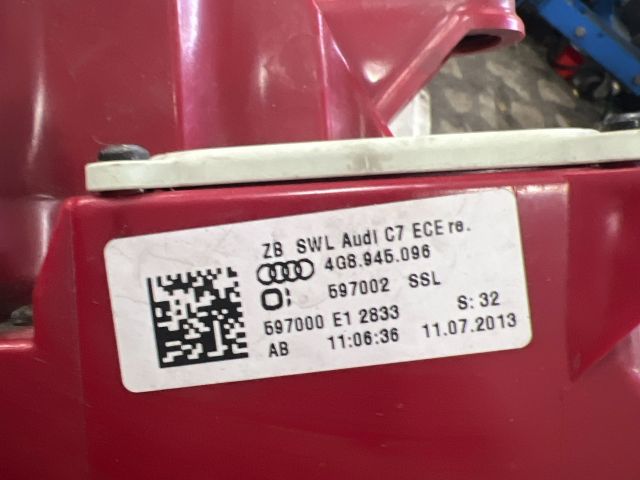 ZB SWL Audi C7 ECE re.
4G8.945.096
597002 SSL
597000 E1 2833 S: 32
AB 11:06:36 11.07.2013